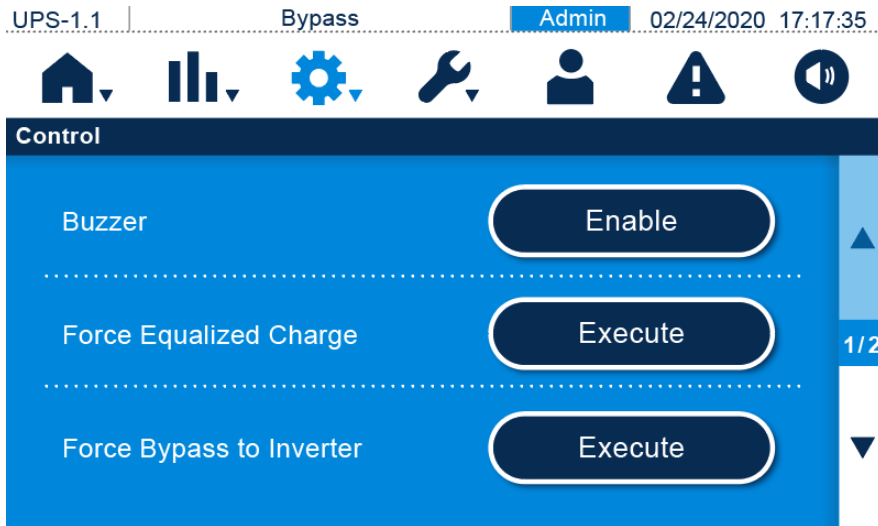 UPS-1.1 Bypass Admin 02/24/2020 17:17:35
Control
Buzzer Enable
Force Equalized Charge Execute
1/2
Force Bypass to Inverter Execute